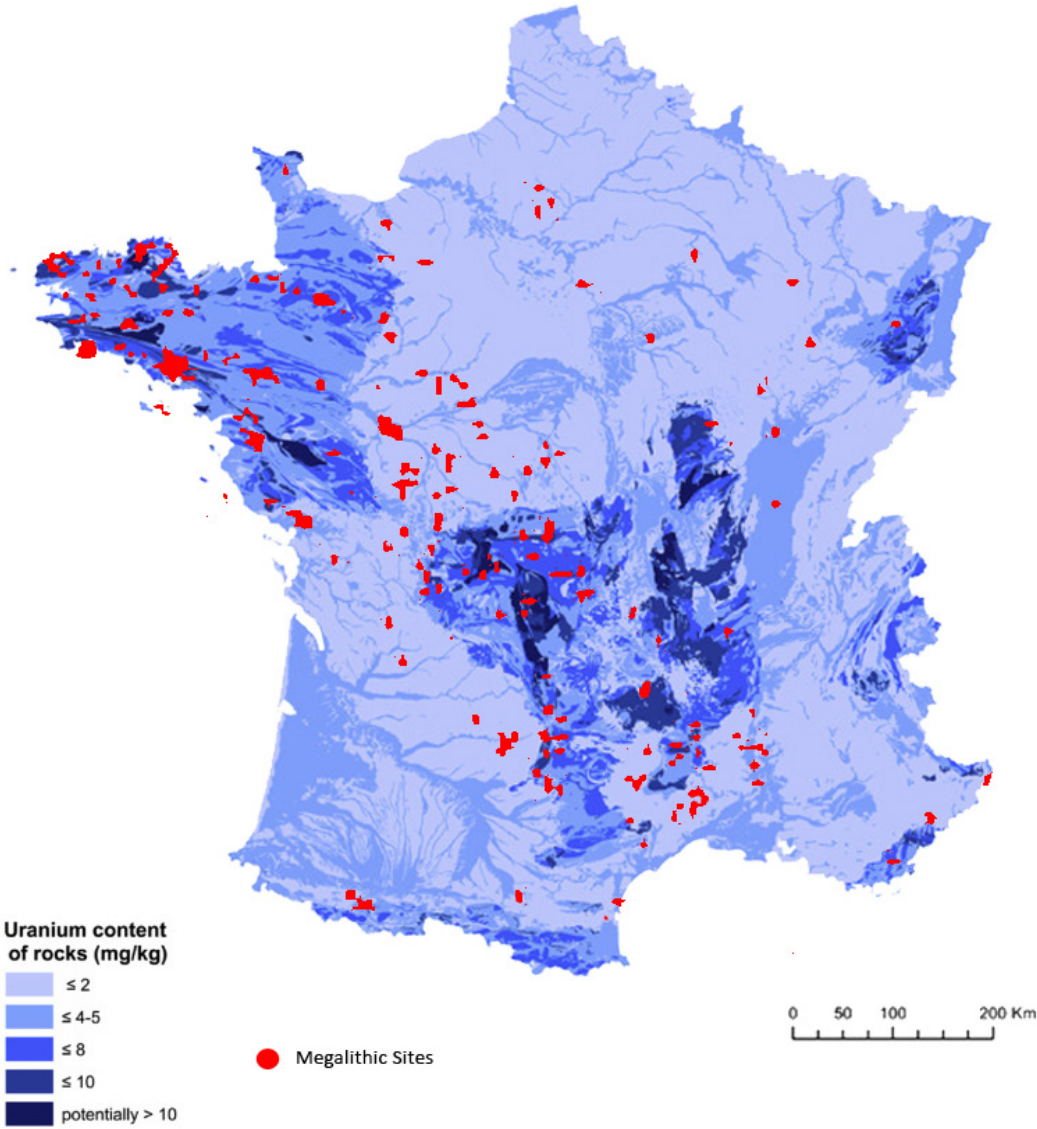 Uranium content
of rocks (mg/kg)
≤ 2
≤ 4-5
≤ 8
≤ 10
potentially > 10
Megalithic Sites
0 50 100 200 Km